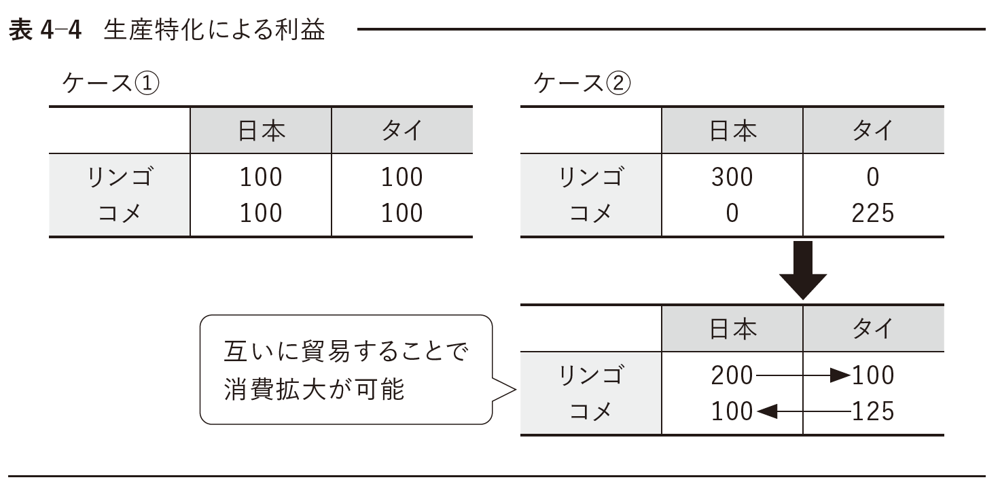 表 4–4 生産特化による利益
ケース①
日本 タイ
リンゴ 100 100
コメ 100 100
ケース②
日本 タイ
リンゴ 300 0
コメ 0 225
互いに貿易することで
消費拡大が可能
日本 タイ
リンゴ 200 100
コメ 100 125